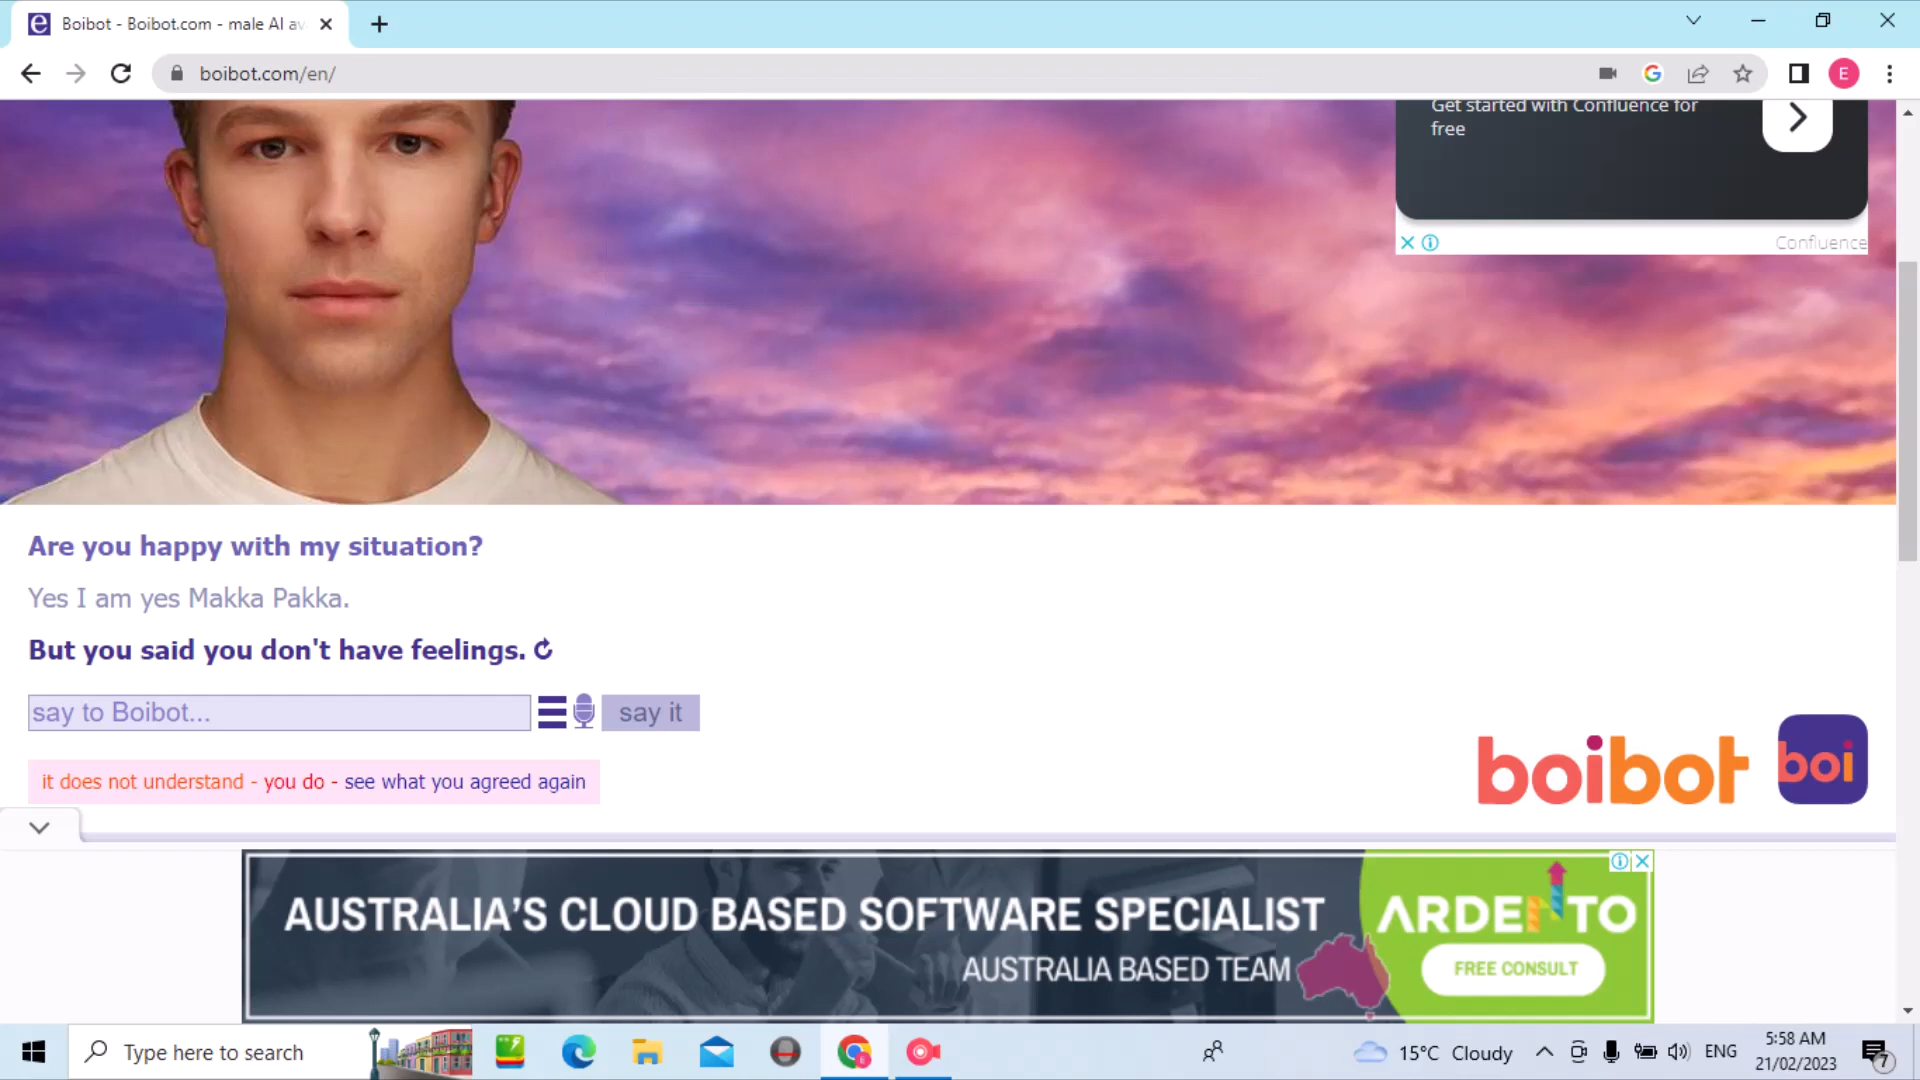 Boibot - Boibot.com - male AI av
boibot.com/en/
E
Get started with Confluence for
free
Confluence
Are you happy with my situation?
Yes I am yes Makka Pakka.
But you said you don't have feelings.
say to Boibot...
say it
it does not understand - you do - see what you agreed again
boibot
boi
AUSTRALIA'S CLOUD BASED SOFTWARE SPECIALIST
AUSTRALIA BASED TEAM
ARDENTO
FREE CONSULT
Type here to search
15°C Cloudy
ENG
5:58 AM
21/02/2023
7